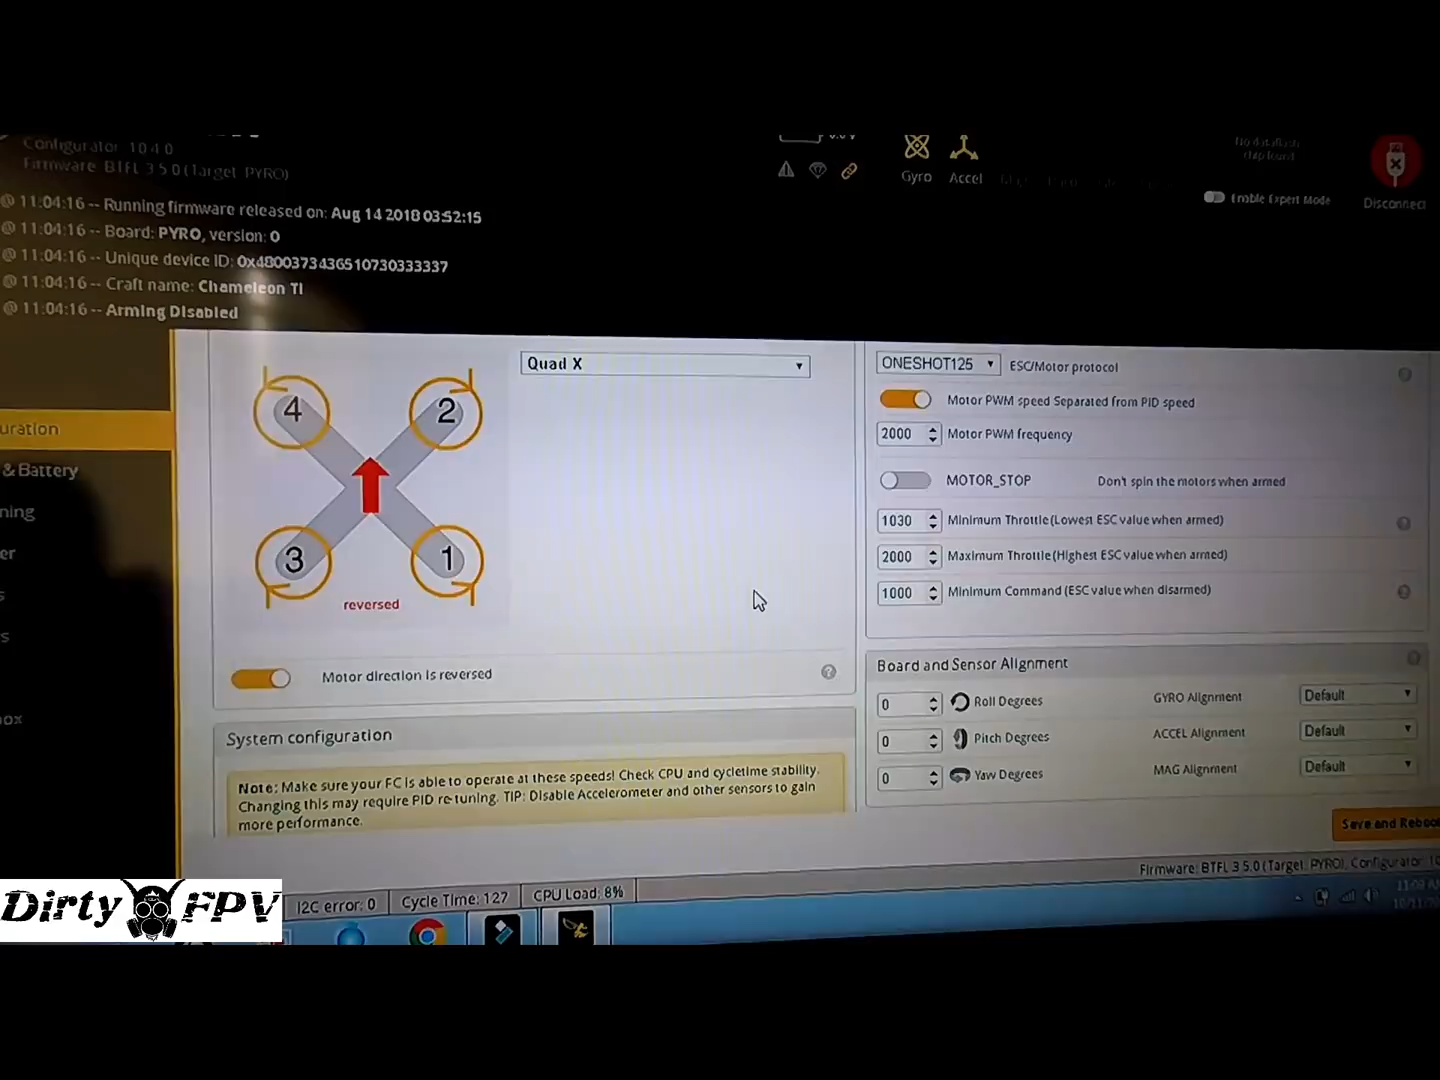 Configurator 10.4.0
Firmware: BTFL 3.5.0 (Target: PYRO)
@ 11:04:16 -- Running firmware released on: Aug 14 2018 03:52:15
@ 11:04:16 -- Board: PYRO, version: 0
@ 11:04:16 -- Unique device ID: 0x4800373436510730333337
@ 11:04:16 -- Craft name: Chameleon TI
@ 11:04:16 -- Arming Disabled
Gyro Accel
No dataflash
chip found
Enable Expert Mode
Disconnect
uration
& Battery
ning
er
s
s
ox
Quad X
4 2
3 1
reversed
Motor direction is reversed
System configuration
Note: Make sure your FC is able to operate at these speeds! Check CPU and cycletime stability.
Changing this may require PID re-tuning. TIP: Disable Accelerometer and other sensors to gain
more performance.
ONESHOT125 ESC/Motor protocol
Motor PWM speed Separated from PID speed
2000 Motor PWM frequency
MOTOR_STOP Don't spin the motors when armed
1030 Minimum Throttle (Lowest ESC value when armed)
2000 Maximum Throttle (Highest ESC value when armed)
1000 Minimum Command (ESC value when disarmed)
Board and Sensor Alignment
0 Roll Degrees GYRO Alignment Default
0 Pitch Degrees ACCEL Alignment Default
0 Yaw Degrees MAG Alignment Default
Save and Reboo
Firmware: BTFL 3.5.0 (Target: PYRO), Configurator: 10
I2C error: 0 Cycle Time: 127 CPU Load: 8%
Dirty FPV